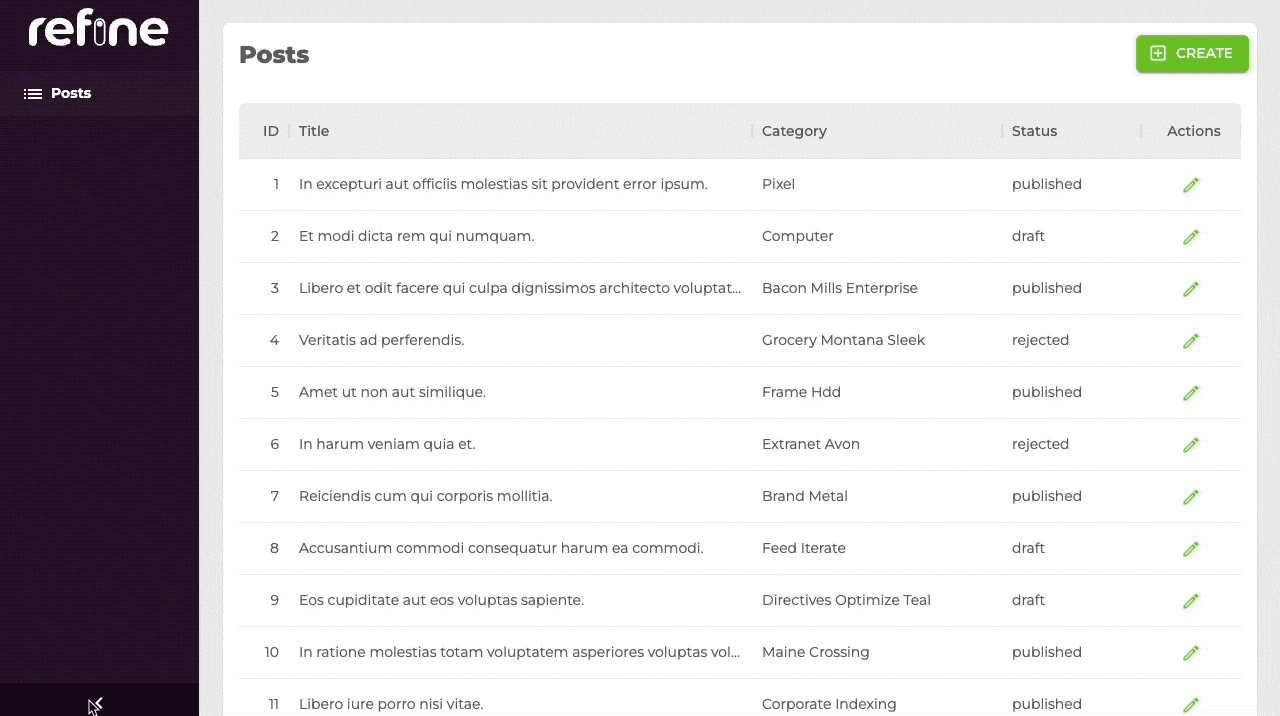 refine
Posts
Posts
CREATE
ID Title Category Status Actions
1 In excepturi aut officiis molestias sit provident error ipsum. Pixel published
2 Et modi dicta rem qui numquam. Computer draft
3 Libero et odit facere qui culpa dignissimos architecto voluptat... Bacon Mills Enterprise published
4 Veritatis ad perferendis. Grocery Montana Sleek rejected
5 Amet ut non aut similique. Frame Hdd published
6 In harum veniam quia et. Extranet Avon rejected
7 Reiciendis cum qui corporis mollitia. Brand Metal published
8 Accusantium commodi consequatur harum ea commodi. Feed Iterate draft
9 Eos cupiditate aut eos voluptas sapiente. Directives Optimize Teal draft
10 In ratione molestias totam voluptatem asperiores voluptas vol... Maine Crossing published
11 Libero iure porro nisi vitae. Corporate Indexing published